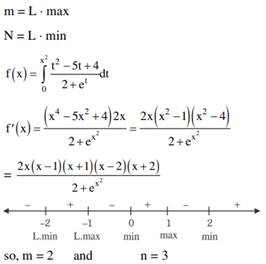 m = L · max
N = L · min
f(x) = ∫₀^{x²} (t² − 5t + 4)/(2 + e^t) dt
f′(x) = ((x⁴ − 5x² + 4)2x)/(2 + e^{x²}) = (2x(x² − 1)(x² − 4))/(2 + e^{x²})
= (2x(x − 1)(x + 1)(x − 2)(x + 2))/(2 + e^{x²})
− + − + − +
−2 −1 0 1 2
L.min L.max min max min
so, m = 2 and n = 3